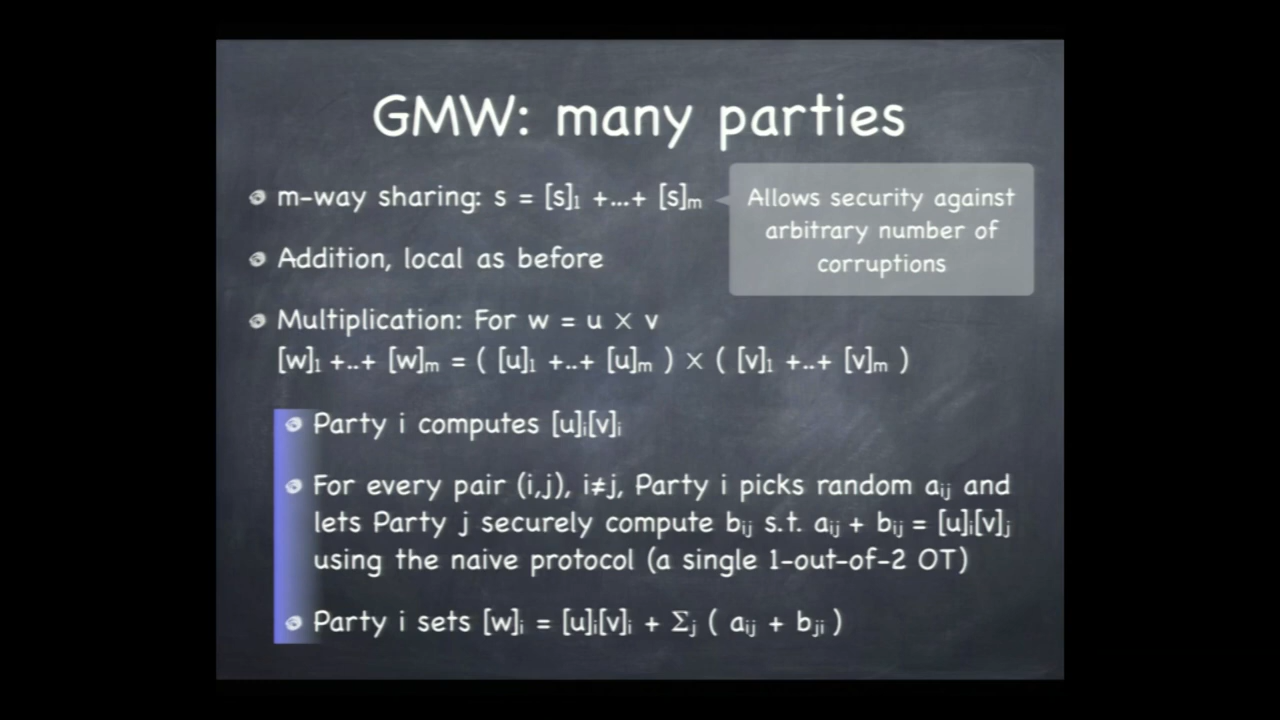 GMW: many parties
m-way sharing: s = [s]₁ +...+ [s]ₘ
Allows security against
arbitrary number of
corruptions
Addition, local as before
Multiplication: For w = u × v
[w]₁ +..+ [w]ₘ = ( [u]₁ +..+ [u]ₘ ) × ( [v]₁ +..+ [v]ₘ )
Party i computes [u]ᵢ[v]ᵢ
For every pair (i,j), i≠j, Party i picks random aᵢⱼ and
lets Party j securely compute bᵢⱼ s.t. aᵢⱼ + bᵢⱼ = [u]ᵢ[v]ⱼ
using the naive protocol (a single 1-out-of-2 OT)
Party i sets [w]ᵢ = [u]ᵢ[v]ᵢ + Σⱼ ( aᵢⱼ + bⱼᵢ )